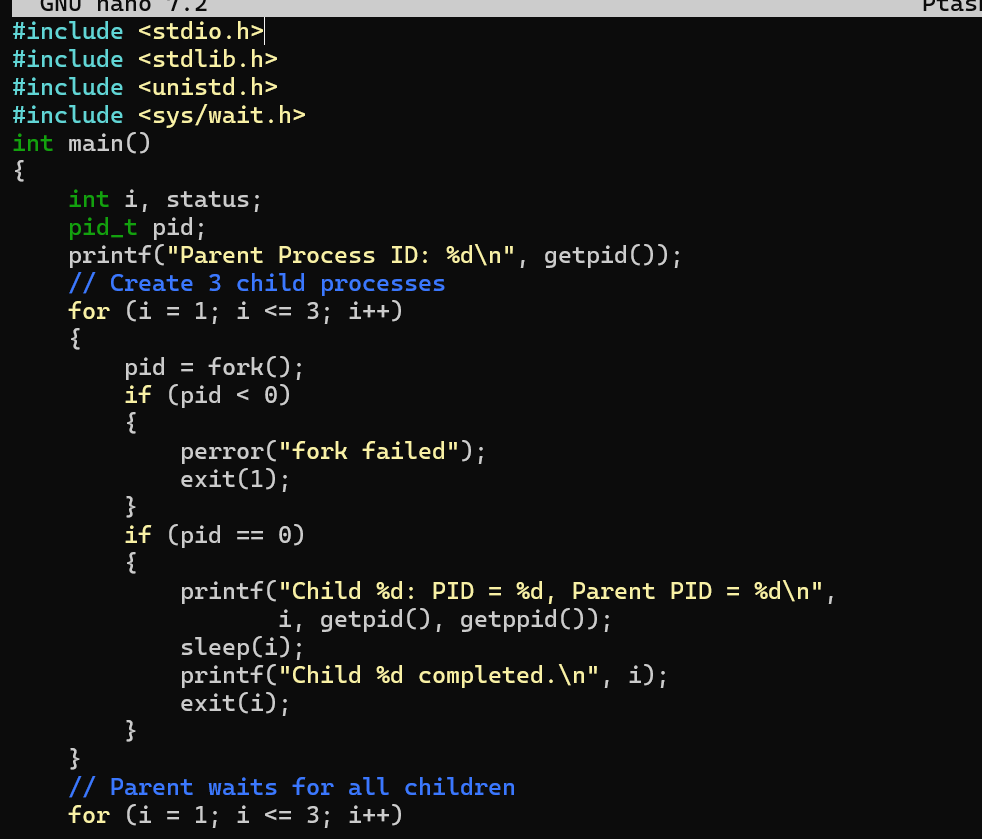 GNU nano 7.2
#include <stdio.h>
#include <stdlib.h>
#include <unistd.h>
#include <sys/wait.h>
int main()
{
    int i, status;
    pid_t pid;
    printf("Parent Process ID: %d\n", getpid());
    // Create 3 child processes
    for (i = 1; i <= 3; i++)
    {
        pid = fork();
        if (pid < 0)
        {
            perror("fork failed");
            exit(1);
        }
        if (pid == 0)
        {
            printf("Child %d: PID = %d, Parent PID = %d\n",
                   i, getpid(), getppid());
            sleep(i);
            printf("Child %d completed.\n", i);
            exit(i);
        }
    }
    // Parent waits for all children
    for (i = 1; i <= 3; i++)